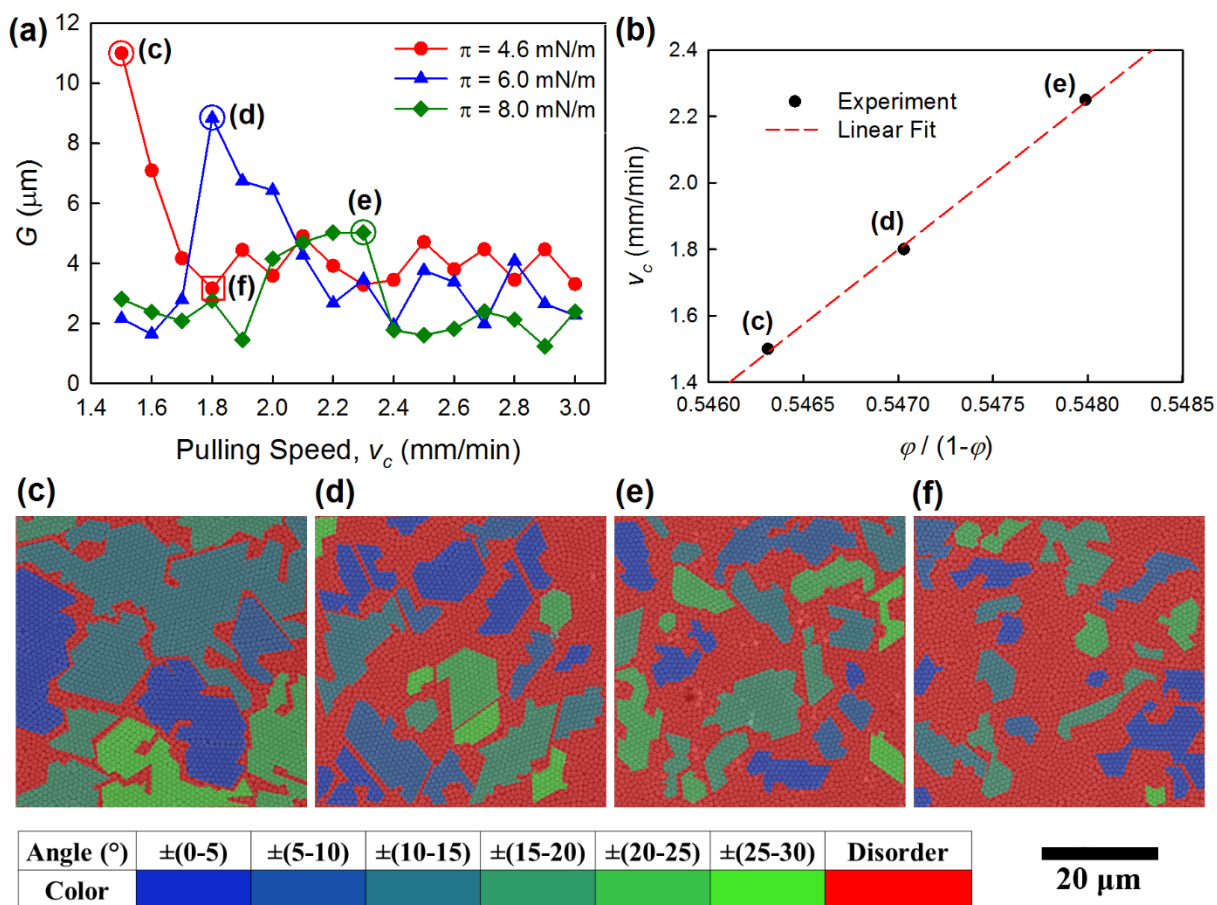 (a)
12
10
8
6
4
2
0
G (μm)
(c)
(d)
(e)
(f)
π = 4.6 mN/m
π = 6.0 mN/m
π = 8.0 mN/m
1.4 1.6 1.8 2.0 2.2 2.4 2.6 2.8 3.0
Pulling Speed, v_c (mm/min)
(b)
2.4
2.2
2.0
1.8
1.6
1.4
v_c (mm/min)
Experiment
Linear Fit
(e)
(d)
(c)
0.5460 0.5465 0.5470 0.5475 0.5480 0.5485
φ / (1-φ)
(c) (d) (e) (f)
Angle (°) ±(0-5) ±(5-10) ±(10-15) ±(15-20) ±(20-25) ±(25-30) Disorder
Color
20 μm